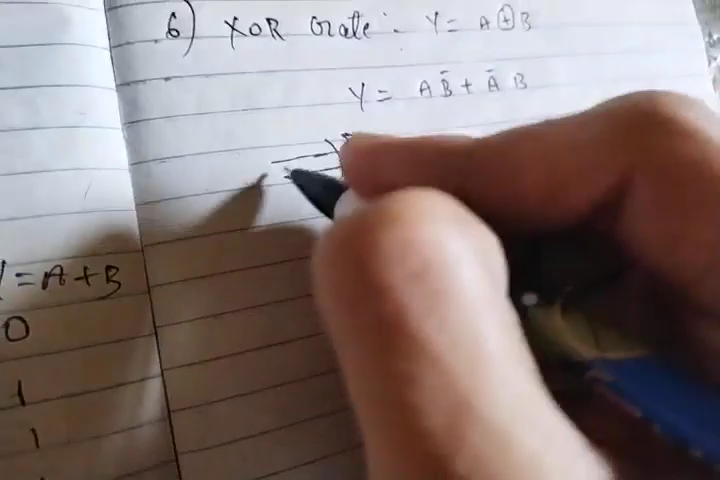 6) XOR Gate :- Y = A ⊕ B
Y = AB̄ + ĀB
Y = A + B
0
1
1